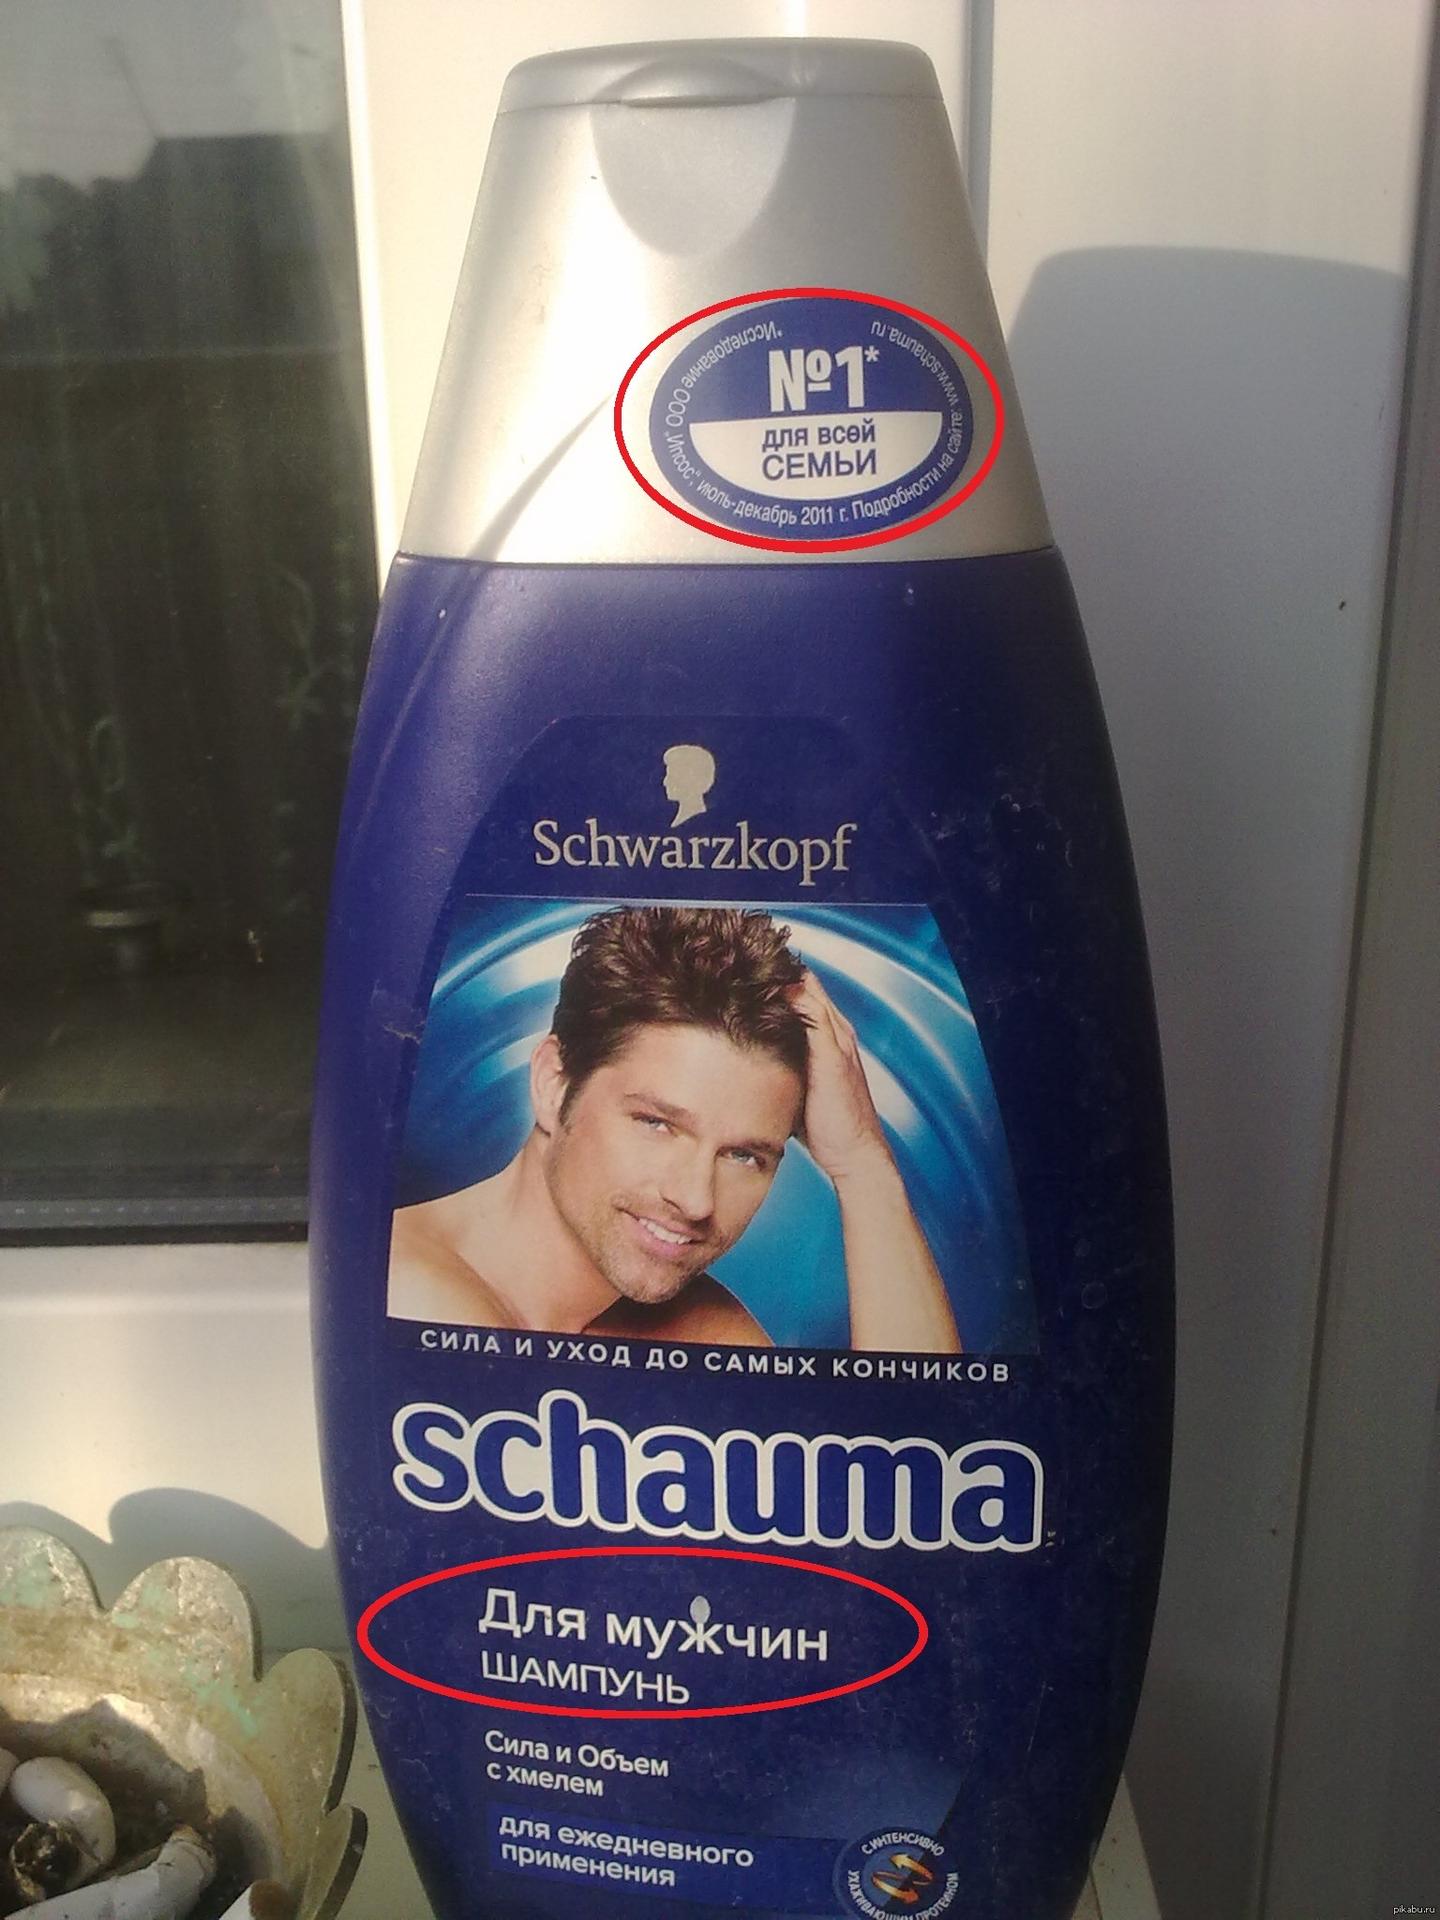 №1*
для всей
СЕМЬИ
*Исследование ООО "Ипсос", июль-декабрь 2011 г. Подробности на сайте: www.schauma.ru
Schwarzkopf
СИЛА И УХОД ДО САМЫХ КОНЧИКОВ
schauma
Для мужчин
ШАМПУНЬ
Сила и Объем
с хмелем
для ежедневного
применения
С ИНТЕНСИВНО
УХАЖИВАЮЩИМ ПРОТЕИНОМ
pikabu.ru